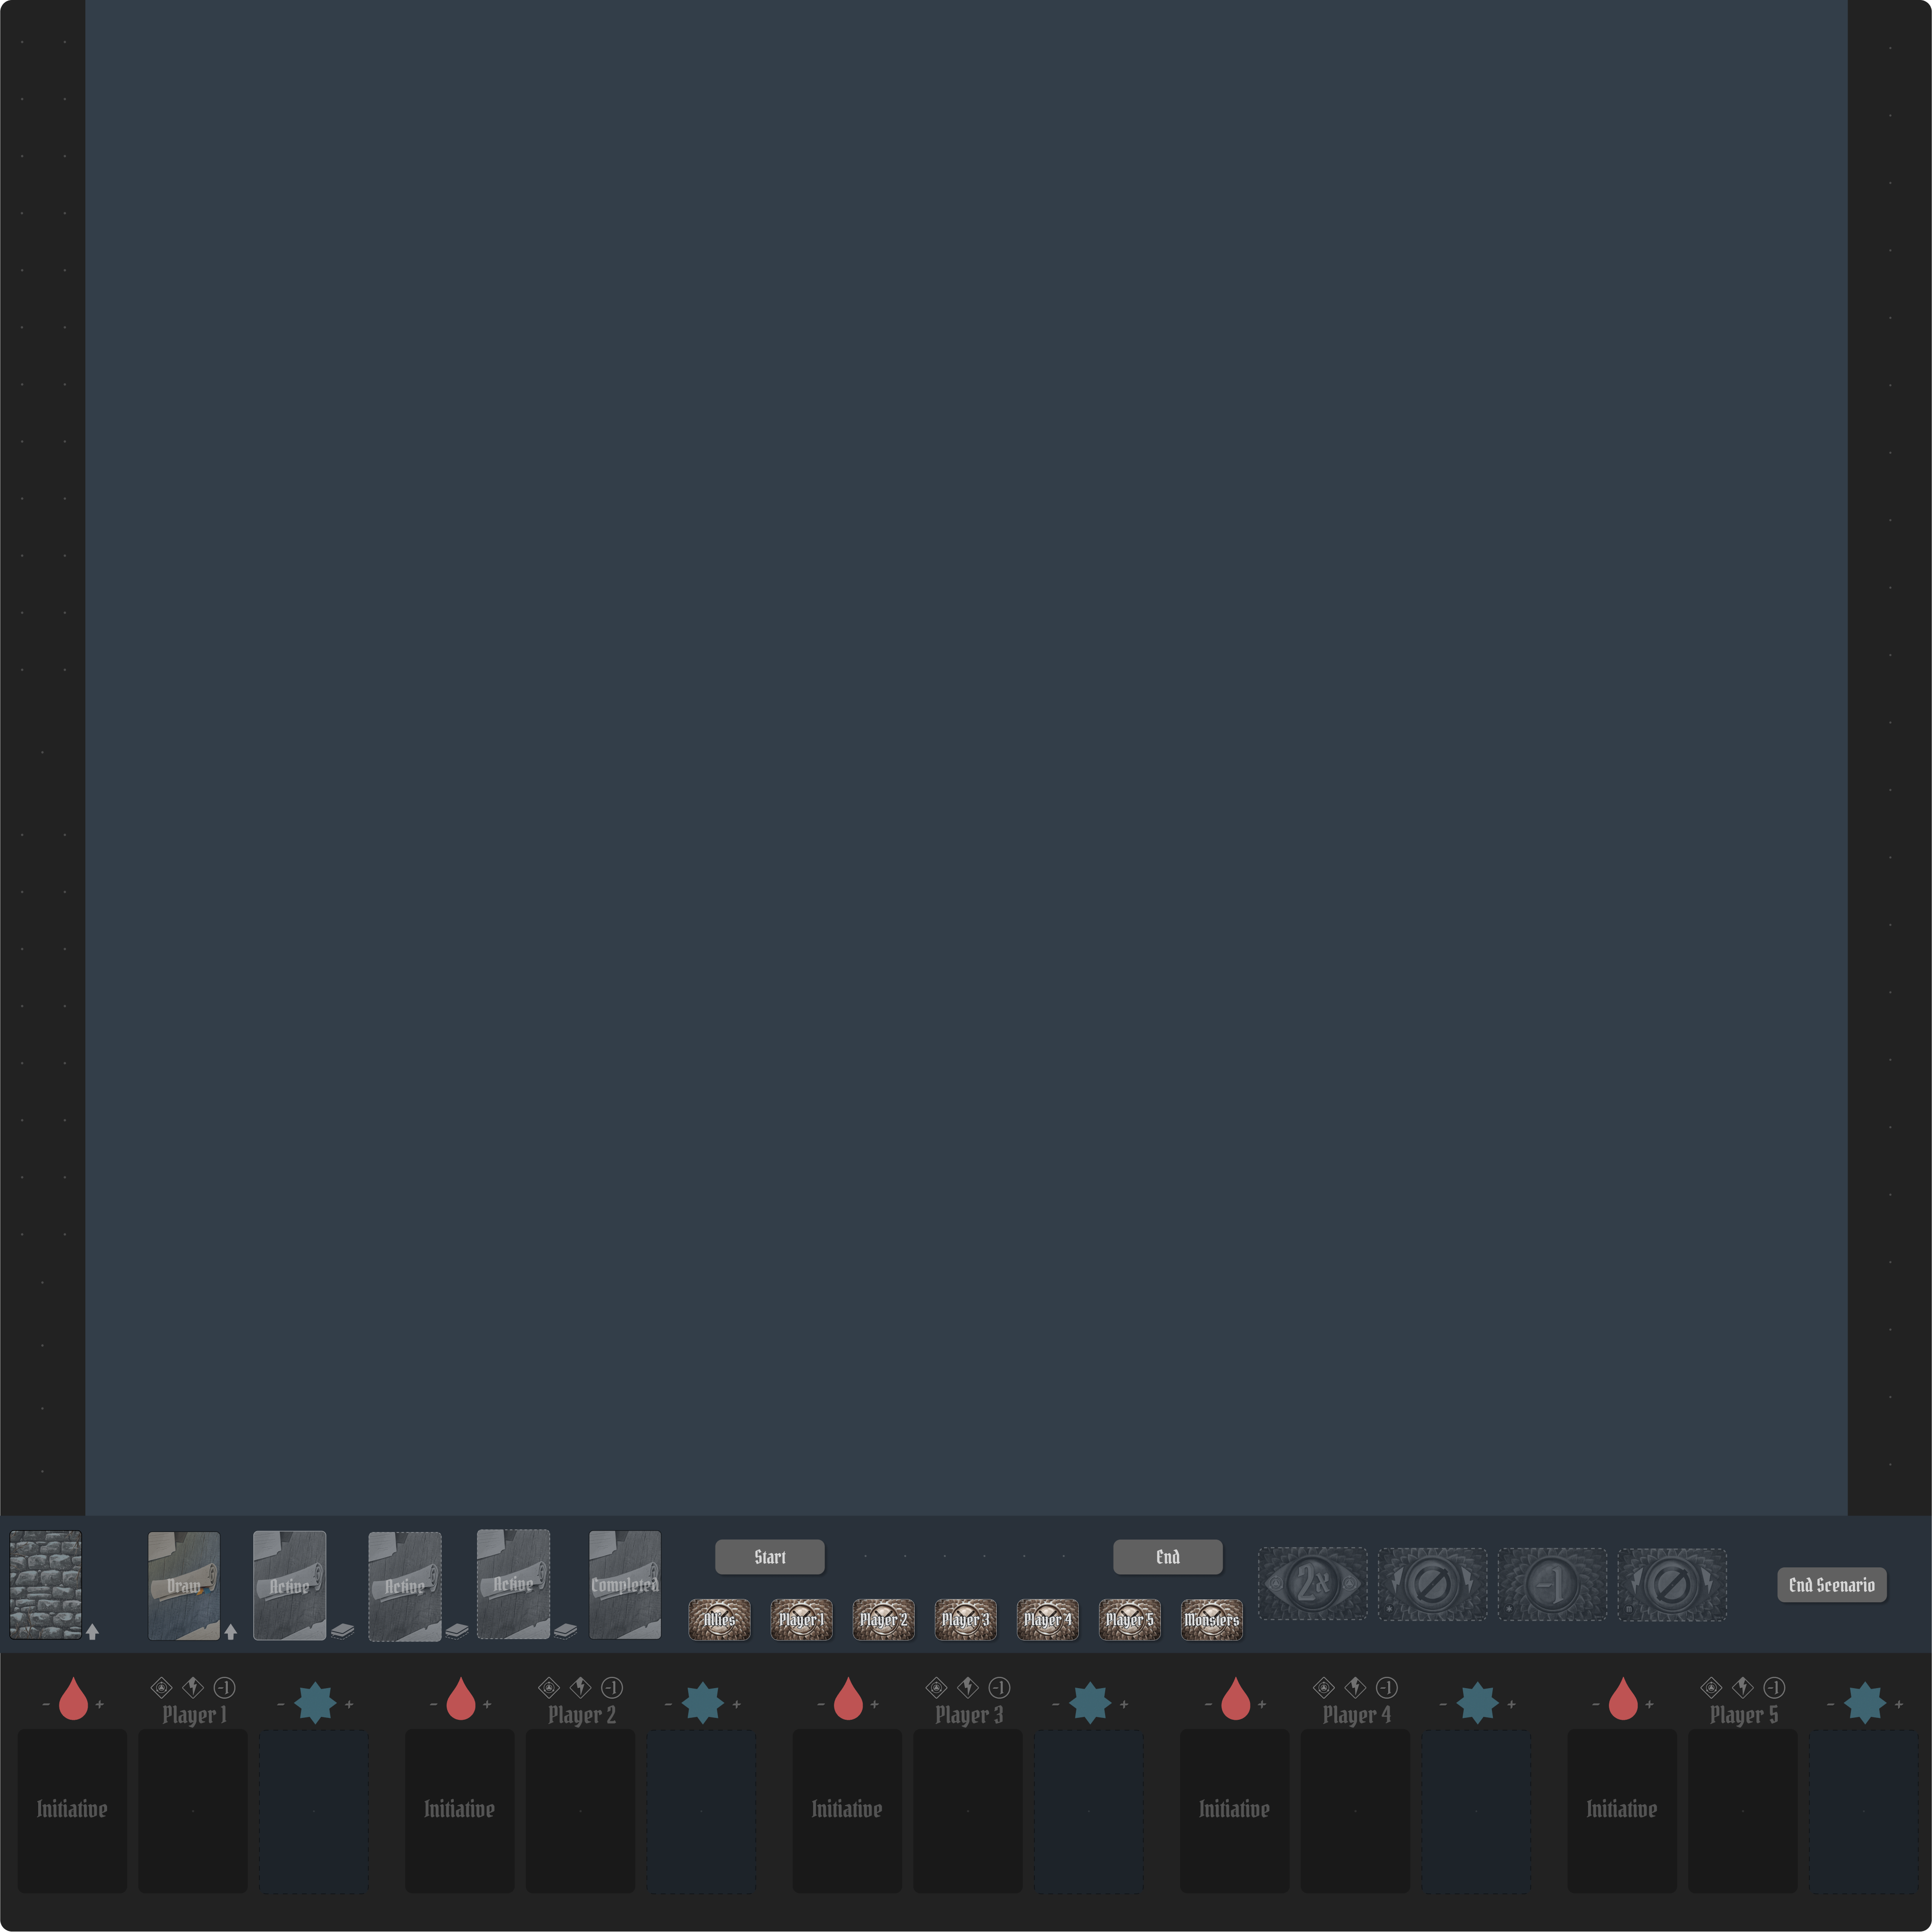 Draw
Active
Active
Active
Completed
Start
End
2x
-1
End Scenario
Allies
Player 1
Player 2
Player 3
Player 4
Player 5
Monsters
- + -1 - +
Player 1
- + -1 - +
Player 2
- + -1 - +
Player 3
- + -1 - +
Player 4
- + -1 - +
Player 5
Initiative
Initiative
Initiative
Initiative
Initiative